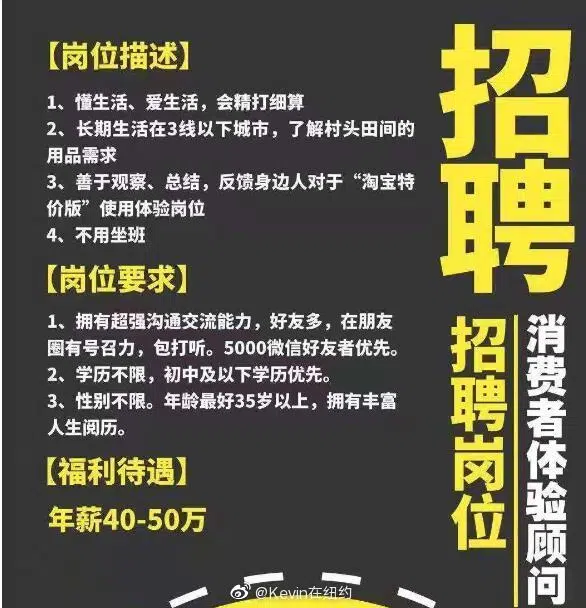 【岗位描述】
1、懂生活、爱生活，会精打细算
2、长期生活在3线以下城市，了解村头田间的
用品需求
3、善于观察、总结，反馈身边人对于“淘宝特
价版”使用体验岗位
4、不用坐班
【岗位要求】
1、拥有超强沟通交流能力，好友多，在朋友
圈有号召力，包打听。5000微信好友者优先。
2、学历不限，初中及以下学历优先。
3、性别不限。年龄最好35岁以上，拥有丰富
人生阅历。
【福利待遇】
年薪40-50万
招聘
招聘岗位
消费者体验顾问
@Kevin在纽约